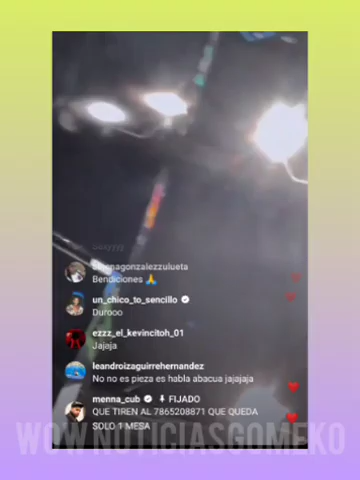 gonzalezzulueta
Bendiciones 🙏
un_chico_to_sencillo
Durooo
ezzz_el_kevincitoh_01
Jajaja
leandroizaguirrehernandez
No no es pieza es habla abacua jajajaja
menna_cub FIJADO
QUE TIREN AL 7865208871 QUE QUEDA
SOLO 1 MESA
WOW NOTICIASGOMEKO